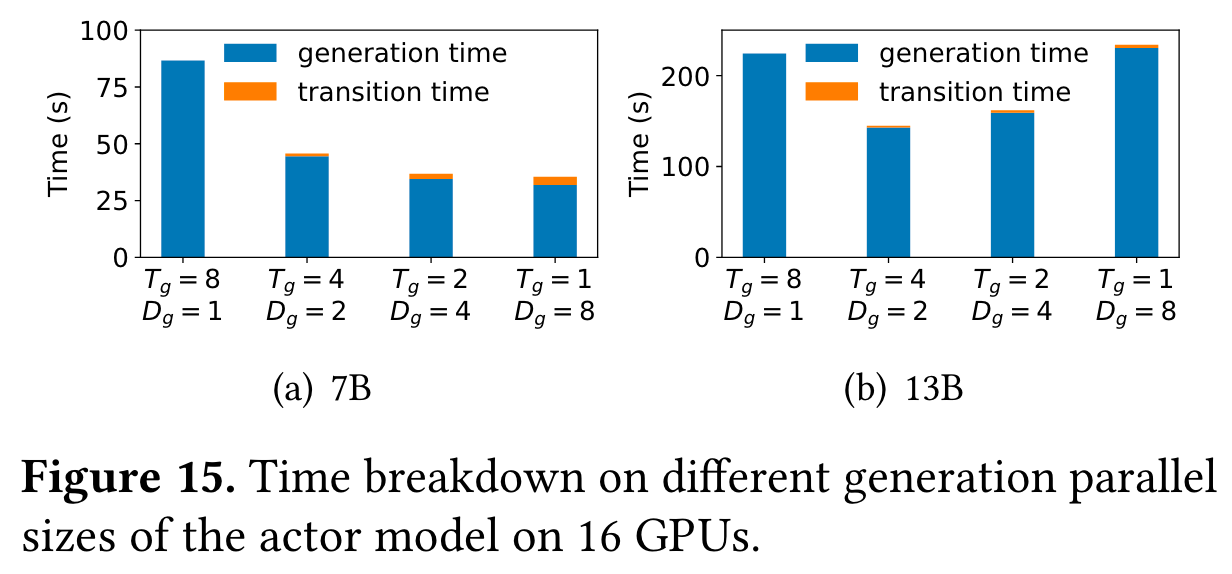 100
75
50
25
0
Time (s)
generation time
transition time
T_g = 8
D_g = 1
T_g = 4
D_g = 2
T_g = 2
D_g = 4
T_g = 1
D_g = 8
(a) 7B
200
100
0
Time (s)
generation time
transition time
T_g = 8
D_g = 1
T_g = 4
D_g = 2
T_g = 2
D_g = 4
T_g = 1
D_g = 8
(b) 13B
Figure 15. Time breakdown on different generation parallel
sizes of the actor model on 16 GPUs.